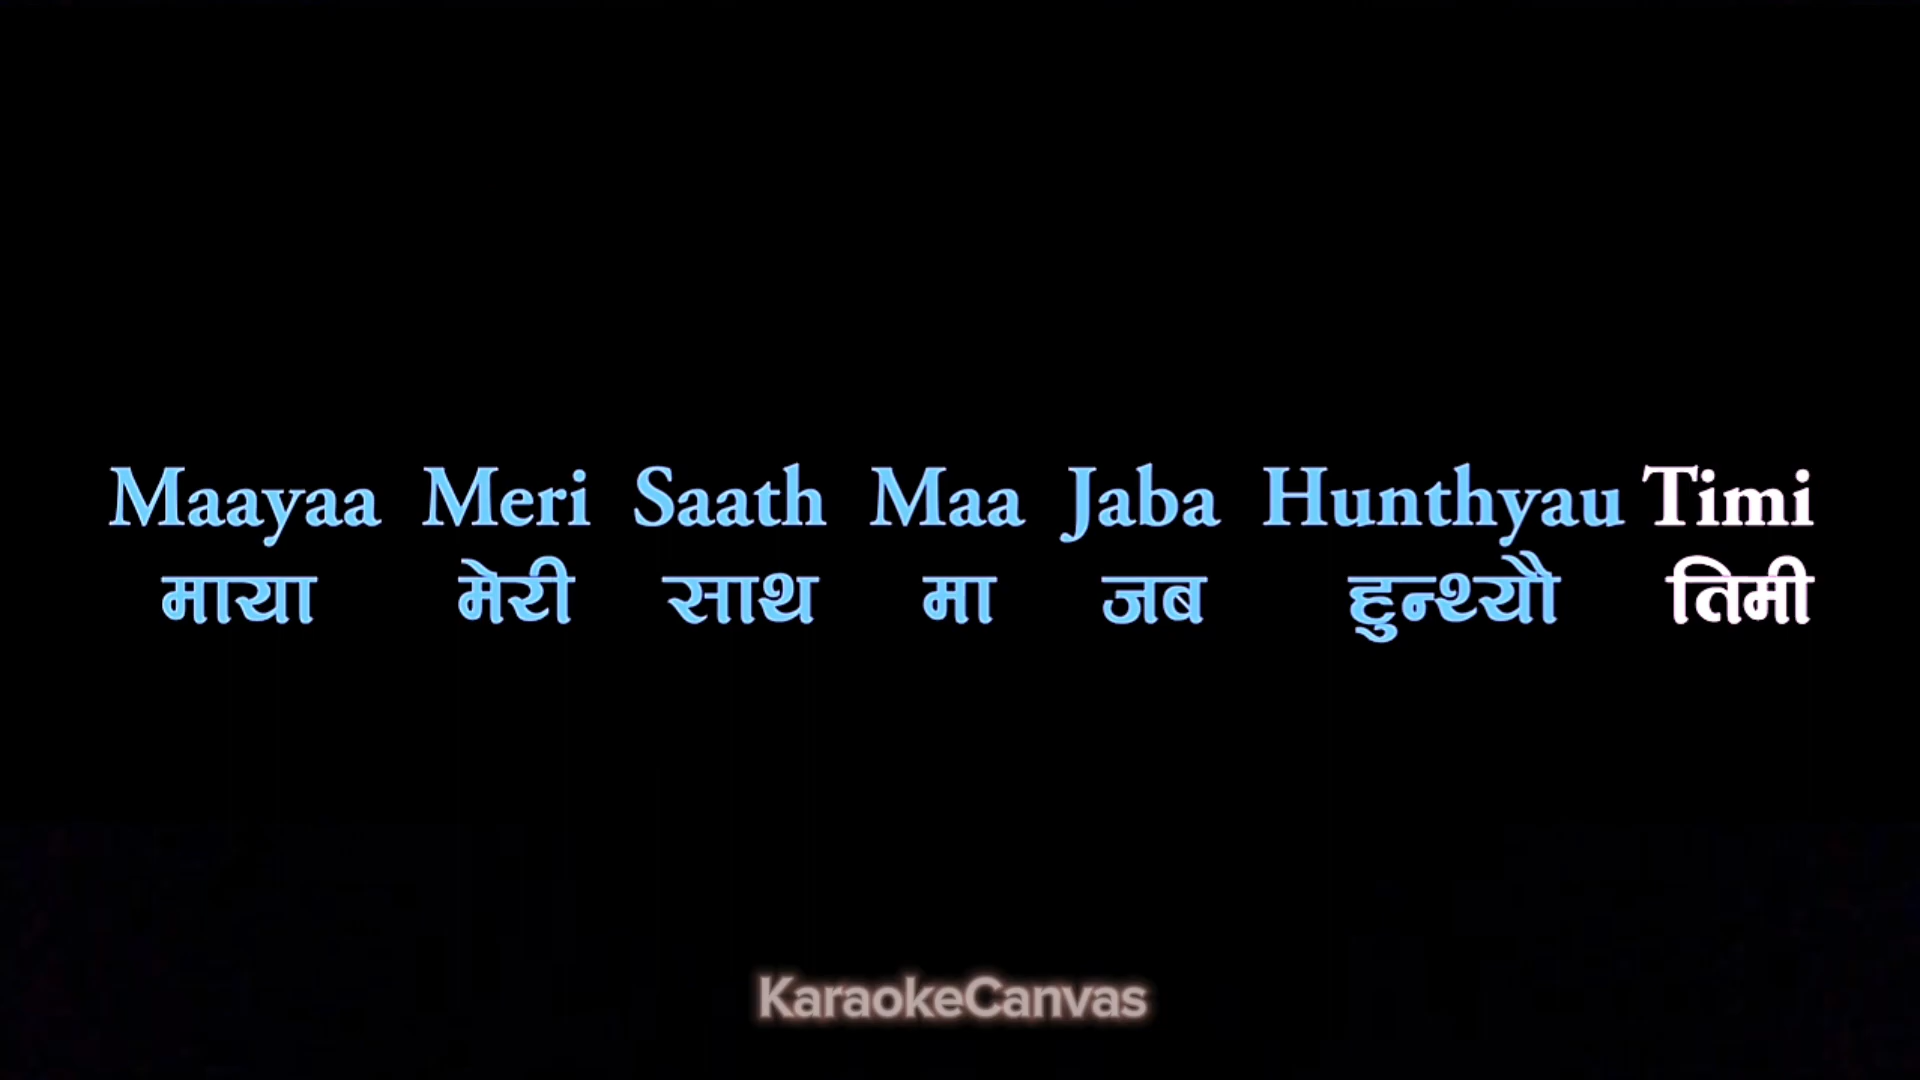 Maayaa Meri Saath Maa Jaba Hunthyau Timi
माया मेरी साथ मा जब हुन्थ्यौ तिमी
KaraokeCanvas